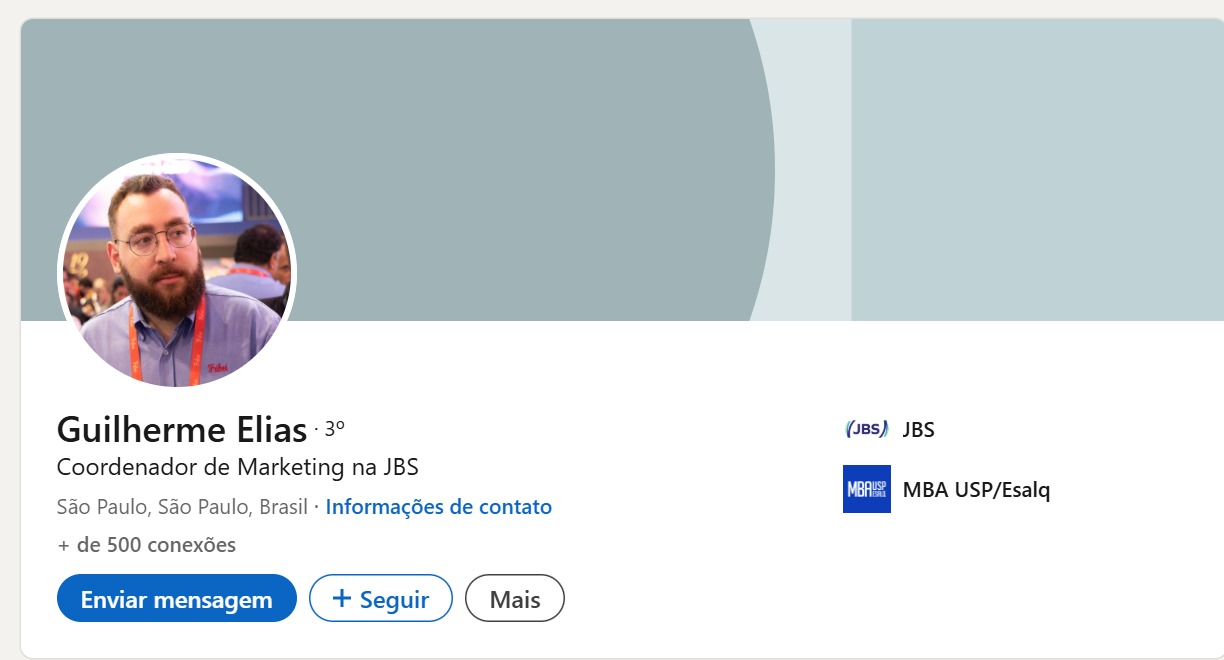 Guilherme Elias · 3º
Coordenador de Marketing na JBS
São Paulo, São Paulo, Brasil · Informações de contato
+ de 500 conexões
Enviar mensagem
+ Seguir
Mais
(JBS) JBS
MBA USP ESALQ MBA USP/Esalq